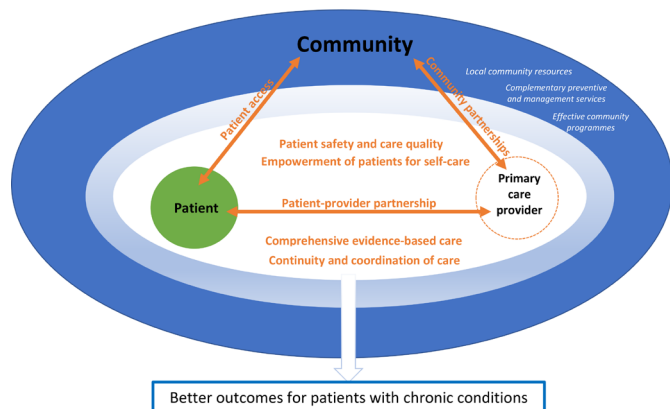 Community
Local community resources
Complementary preventive
and management services
Effective community
programmes
Patient access
Community partnerships
Patient safety and care quality
Empowerment of patients for self-care
Patient
Patient-provider partnership
Primary
care
provider
Comprehensive evidence-based care
Continuity and coordination of care
Better outcomes for patients with chronic conditions